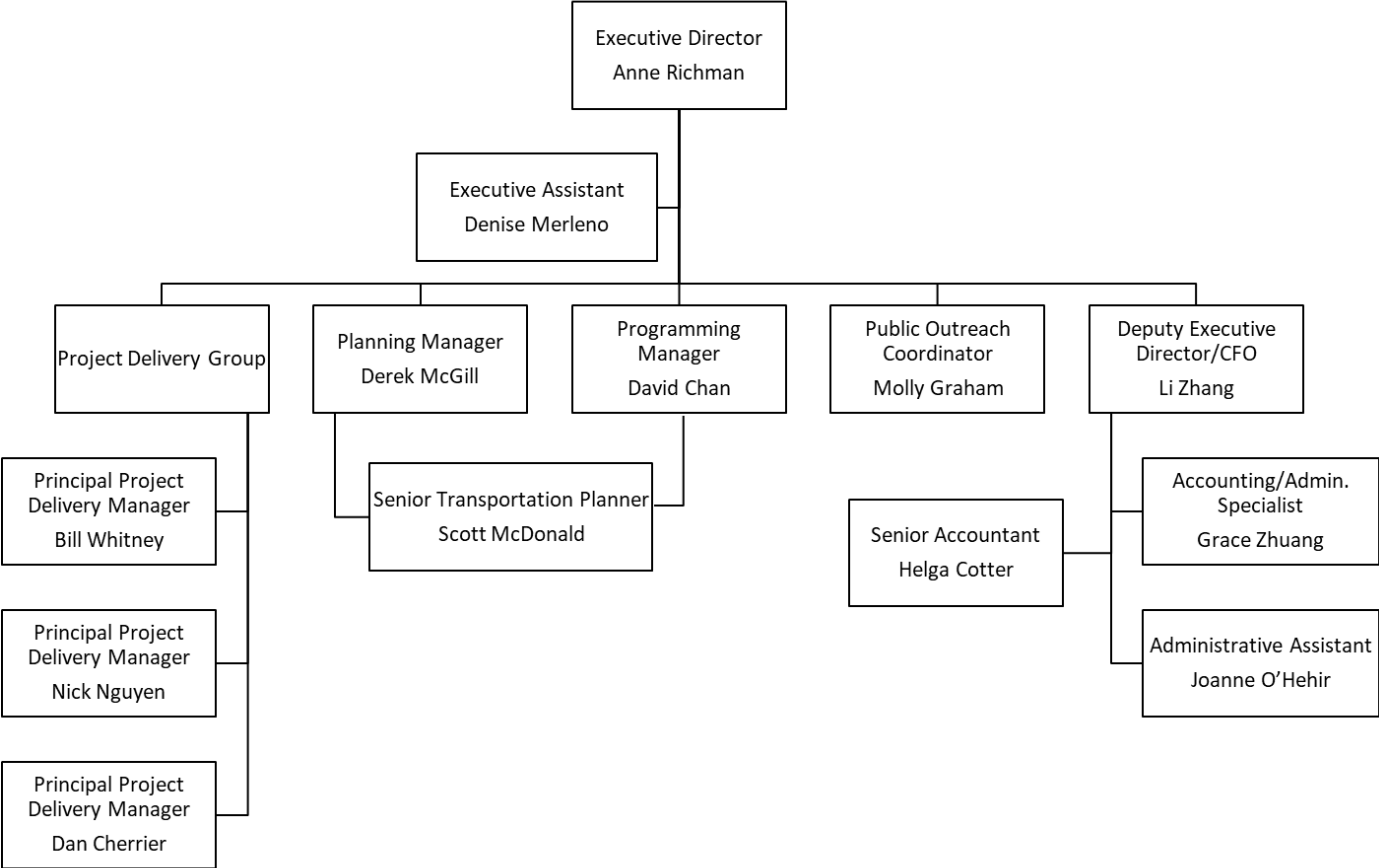 Executive Director
Anne Richman
Executive Assistant
Denise Merleno
Project Delivery Group
Planning Manager
Derek McGill
Programming
Manager
David Chan
Public Outreach
Coordinator
Molly Graham
Deputy Executive
Director/CFO
Li Zhang
Principal Project
Delivery Manager
Bill Whitney
Senior Transportation Planner
Scott McDonald
Senior Accountant
Helga Cotter
Accounting/Admin.
Specialist
Grace Zhuang
Principal Project
Delivery Manager
Nick Nguyen
Administrative Assistant
Joanne O’Hehir
Principal Project
Delivery Manager
Dan Cherrier